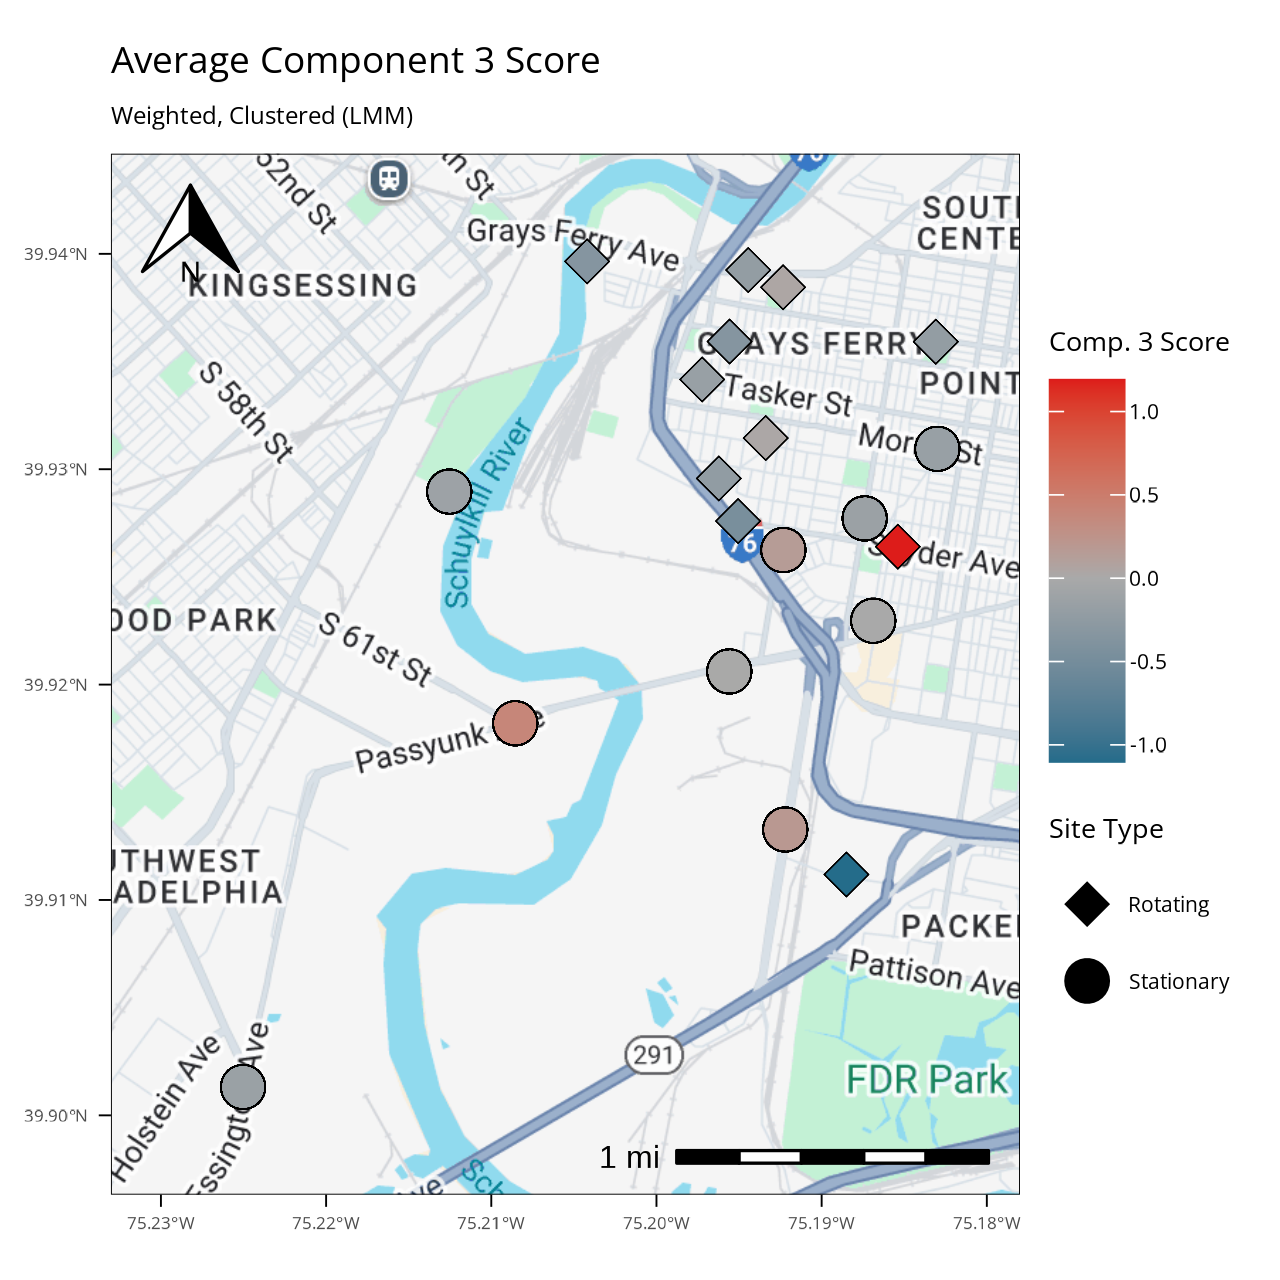 Average Component 3 Score
Weighted, Clustered (LMM)
52nd St
th St
76
SOUTH
CENTE
Grays Ferry Ave
N
KINGSESSING
39.94°N
GRAYS FERRY
POINT
S 58th St
Tasker St
St
39.93°N
Schuylkill River
76
der Ave
OOD PARK
S 61st St
39.92°N
Passyunk
UTHWEST
ADELPHIA
39.91°N
PACKE
Pattison Ave
291
FDR Park
Holstein Ave
Essington Ave
39.90°N
1 mi
Sch
ve
75.23°W
75.22°W
75.21°W
75.20°W
75.19°W
75.18°W
Comp. 3 Score
1.0
0.5
0.0
-0.5
-1.0
Site Type
Rotating
Stationary